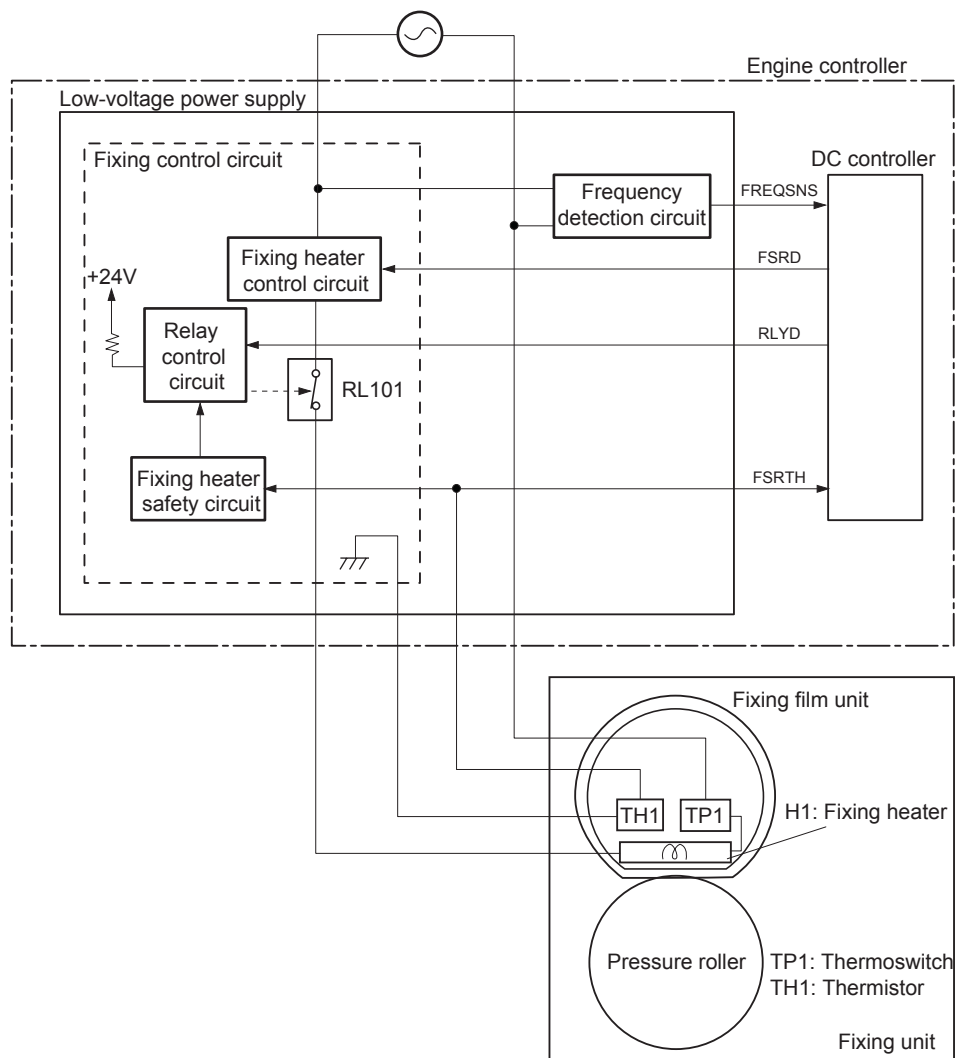 Engine controller
Low-voltage power supply
Fixing control circuit
DC controller
Frequency
detection circuit
FREQSNS
Fixing heater
control circuit
FSRD
+24V
Relay
control
circuit
RLYD
RL101
Fixing heater
safety circuit
FSRTH
Fixing film unit
TH1
TP1
H1: Fixing heater
Pressure roller
TP1: Thermoswitch
TH1: Thermistor
Fixing unit